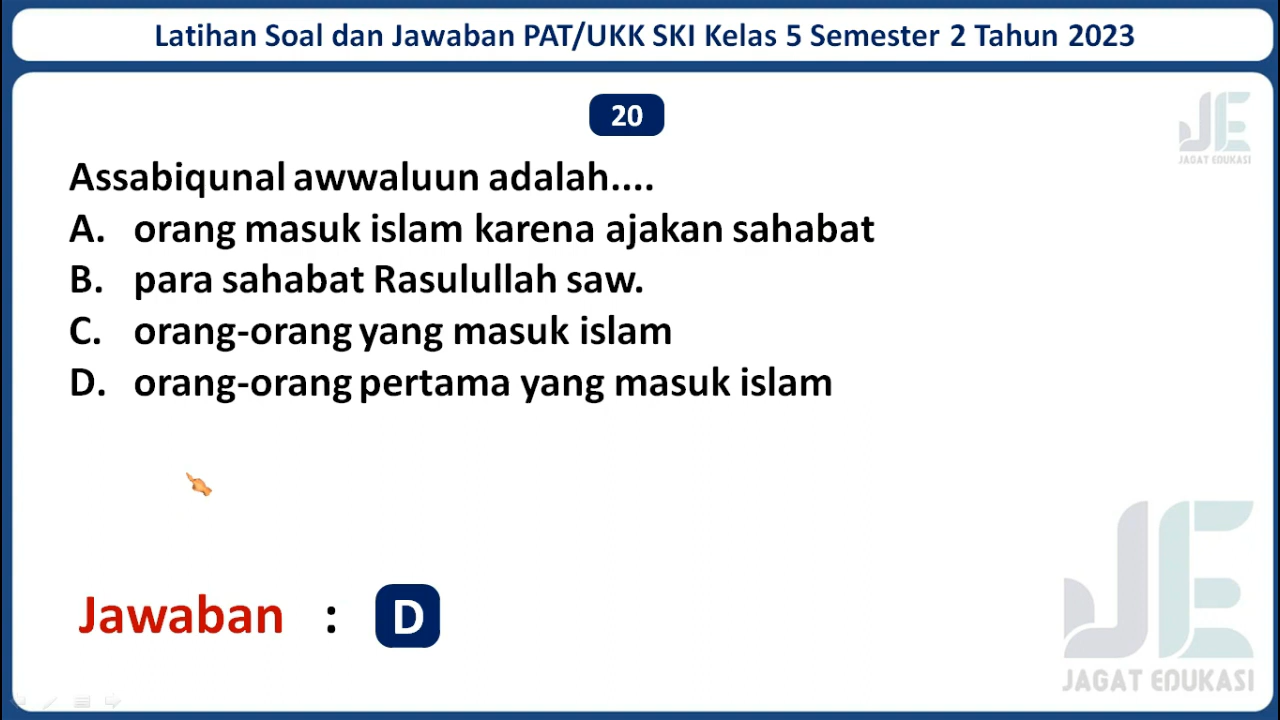 Latihan Soal dan Jawaban PAT/UKK SKI Kelas 5 Semester 2 Tahun 2023
20
JE
JAGAT EDUKASI
Assabiqunal awwaluun adalah....
A. orang masuk islam karena ajakan sahabat
B. para sahabat Rasulullah saw.
C. orang-orang yang masuk islam
D. orang-orang pertama yang masuk islam
Jawaban : D
JE
JAGAT EDUKASI